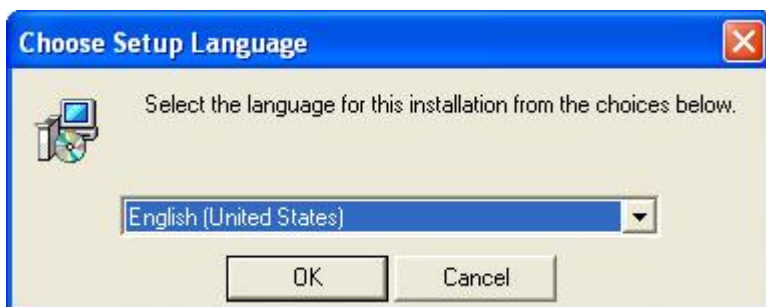 Choose Setup Language
Select the language for this installation from the choices below.
English (United States)
OK
Cancel